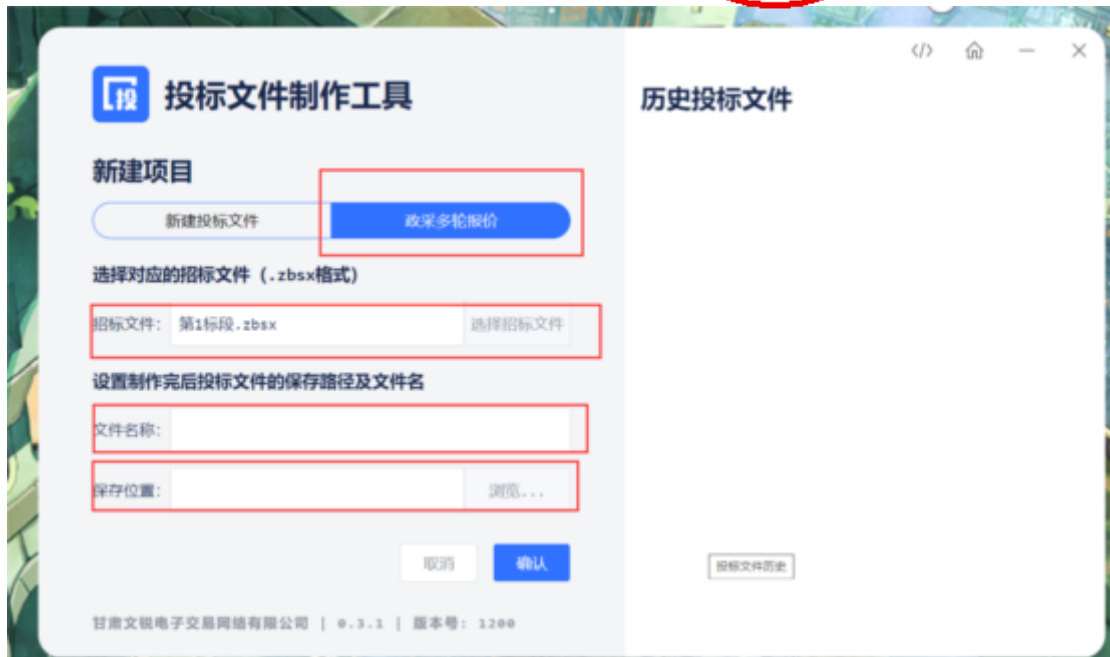 投标文件制作工具
新建项目
新建投标文件 政采多轮报价
选择对应的招标文件 (.zbsx格式)
招标文件: 第1标段.zbsx 选择招标文件
设置制作完后投标文件的保存路径及文件名
文件名称:
保存位置: 浏览...
取消 确认
甘肃文锐电子交易网络有限公司 | 0.3.1 | 版本号: 1200
历史投标文件
投标文件历史